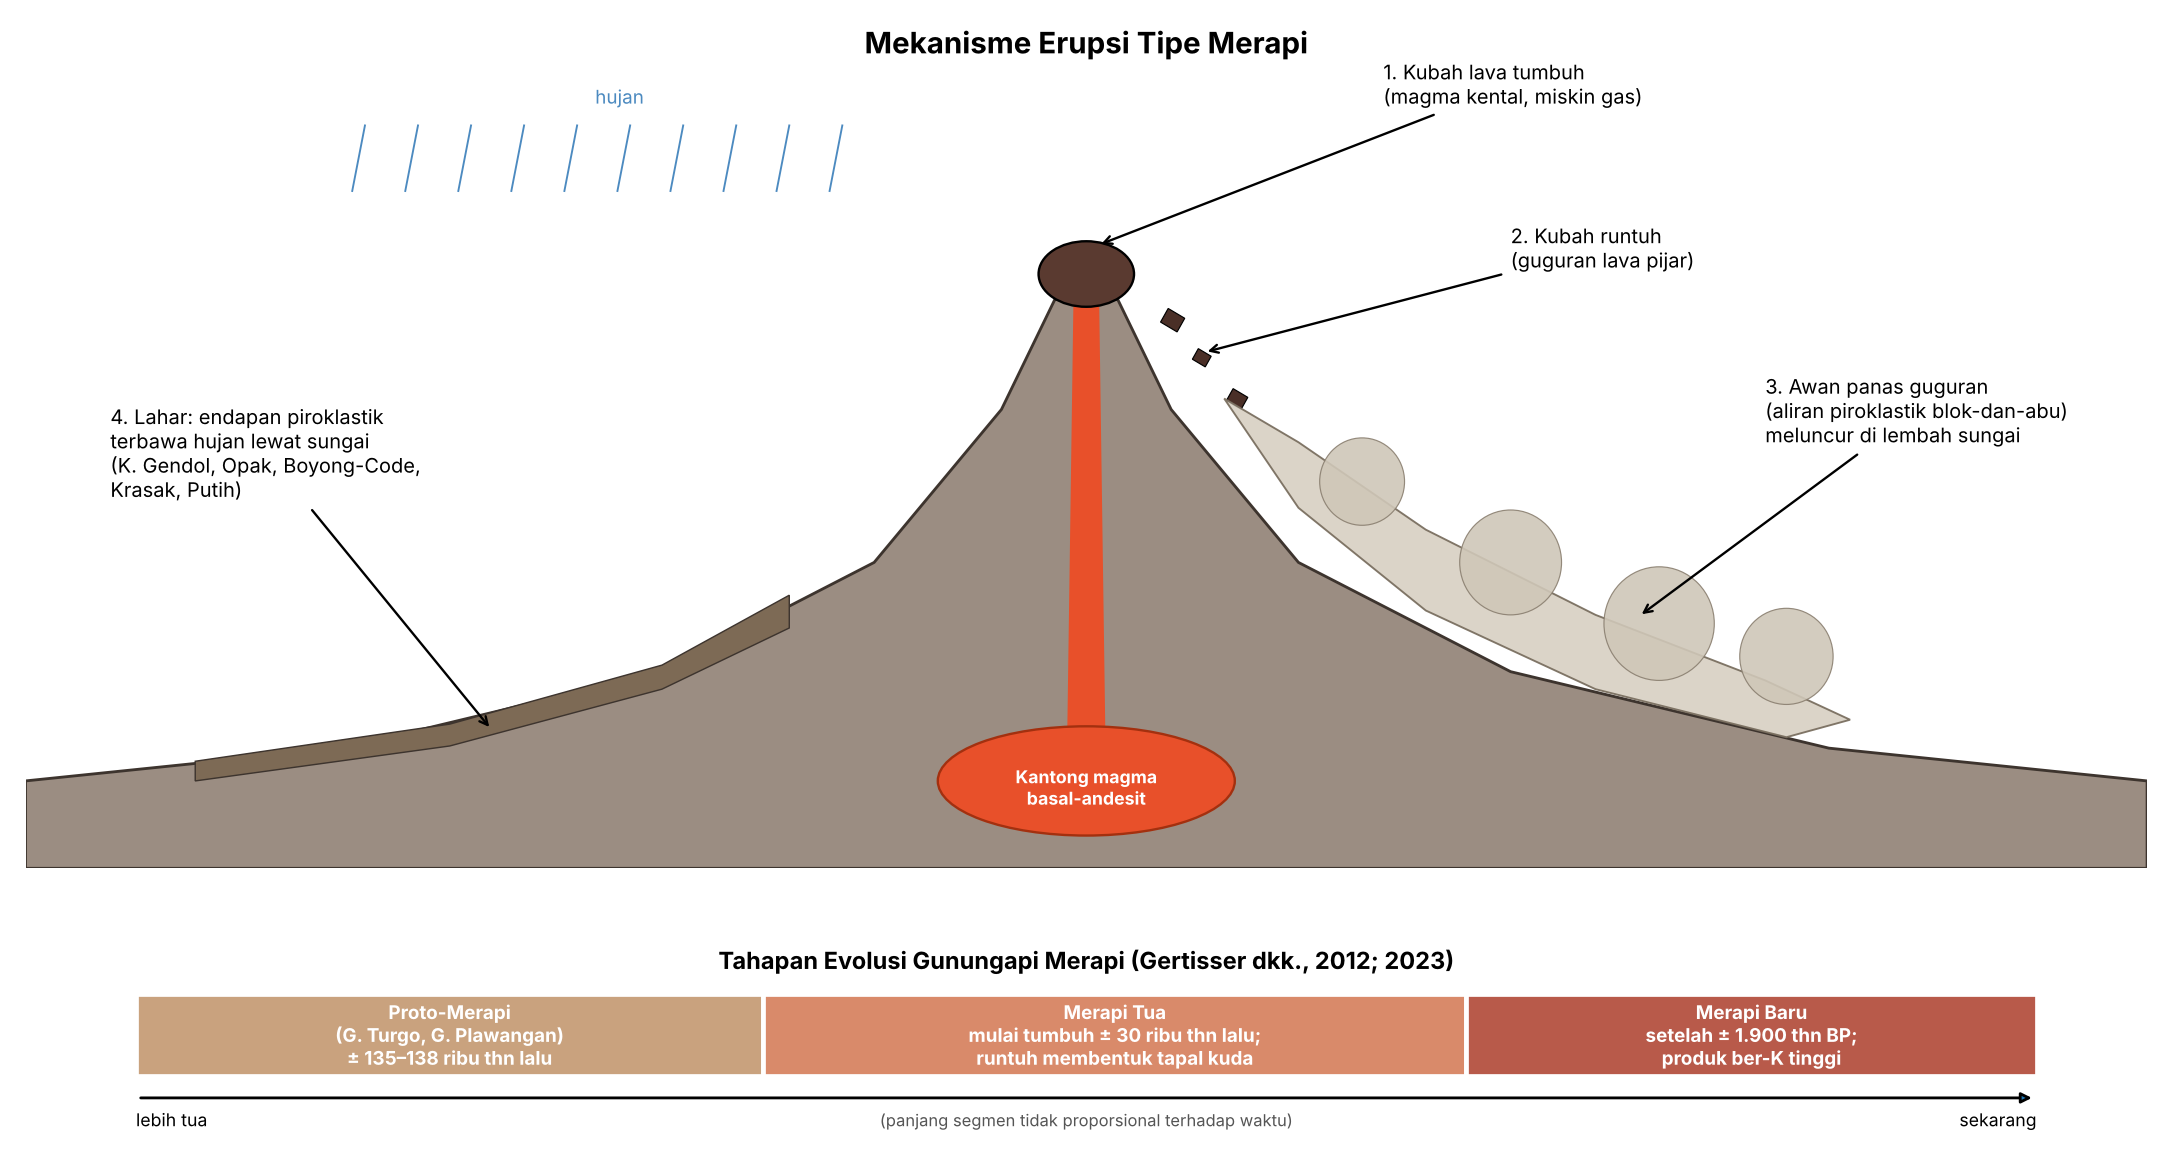 Mekanisme Erupsi Tipe Merapi
hujan
1. Kubah lava tumbuh
(magma kental, miskin gas)
2. Kubah runtuh
(guguran lava pijar)
3. Awan panas guguran
(aliran piroklastik blok-dan-abu)
meluncur di lembah sungai
4. Lahar: endapan piroklastik
terbawa hujan lewat sungai
(K. Gendol, Opak, Boyong-Code,
Krasak, Putih)
Kantong magma
basal-andesit
Tahapan Evolusi Gunungapi Merapi (Gertisser dkk., 2012; 2023)
Proto-Merapi
(G. Turgo, G. Plawangan)
± 135–138 ribu thn lalu
Merapi Tua
mulai tumbuh ± 30 ribu thn lalu;
runtuh membentuk tapal kuda
Merapi Baru
setelah ± 1.900 thn BP;
produk ber-K tinggi
lebih tua
(panjang segmen tidak proporsional terhadap waktu)
sekarang